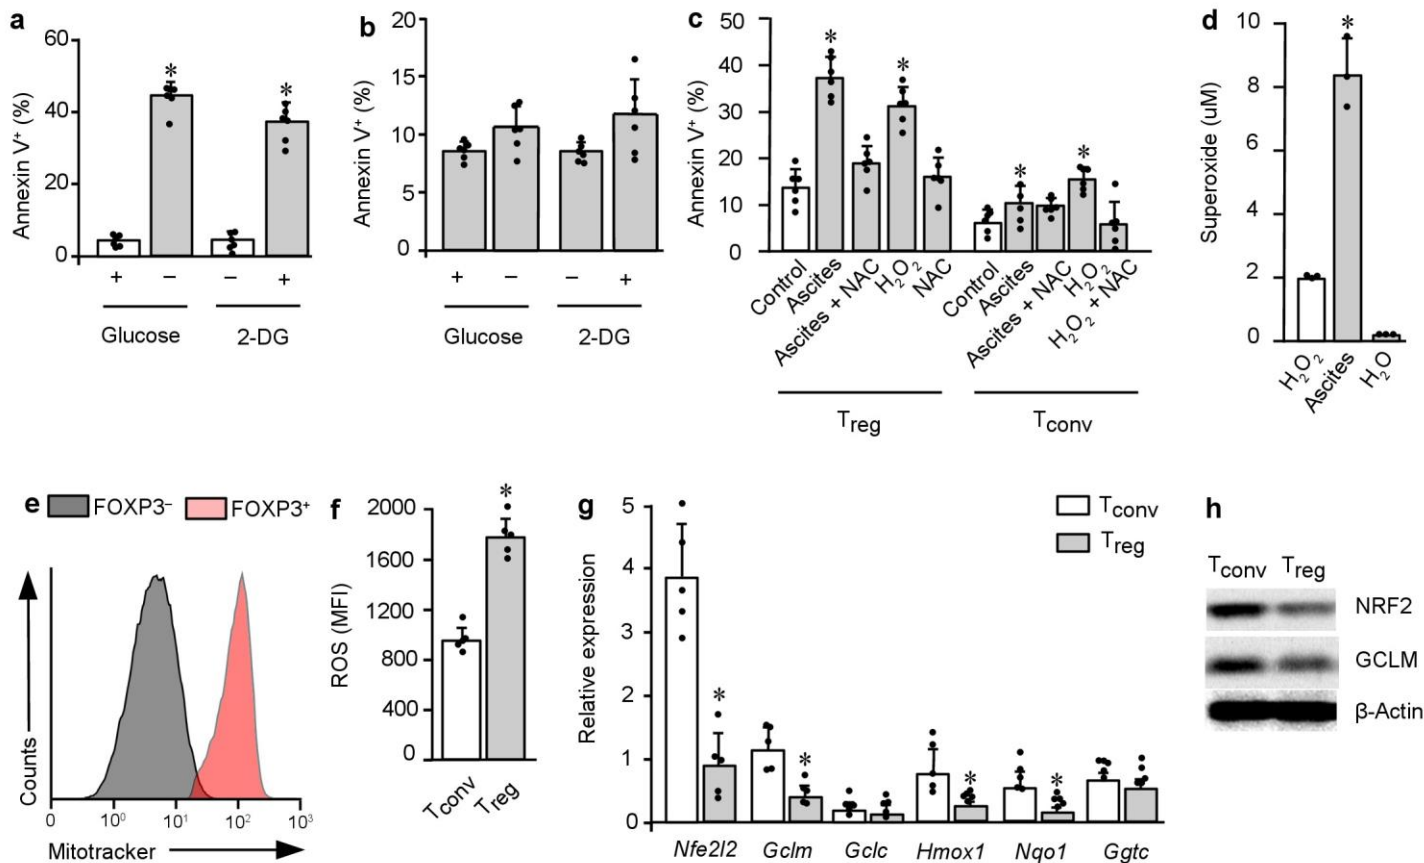 a
60
40
20
0
Annexin V⁺ (%)
+ – – +
Glucose 2-DG
b
20
15
10
5
0
Annexin V⁺ (%)
+ – – +
Glucose 2-DG
c
50
40
30
20
10
0
Annexin V⁺ (%)
* * * *
Control Ascites Ascites + NAC H₂O₂ NAC Control Ascites Ascites + NAC H₂O₂ H₂O₂ + NAC
Treg Tconv
d
10
8
6
4
2
0
Superoxide (uM)
*
H₂O₂ Ascites H₂O
e FOXP3⁻ FOXP3⁺
Counts
0 10⁰ 10¹ 10² 10³
Mitotracker
f
2000
1600
1200
800
400
0
ROS (MFI)
*
Tconv Treg
g
5
4
3
2
1
0
Relative expression
Tconv
Treg
* * * *
Nfe2l2 Gclm Gclc Hmox1 Nqo1 Ggtc
h
Tconv Treg
NRF2
GCLM
β-Actin